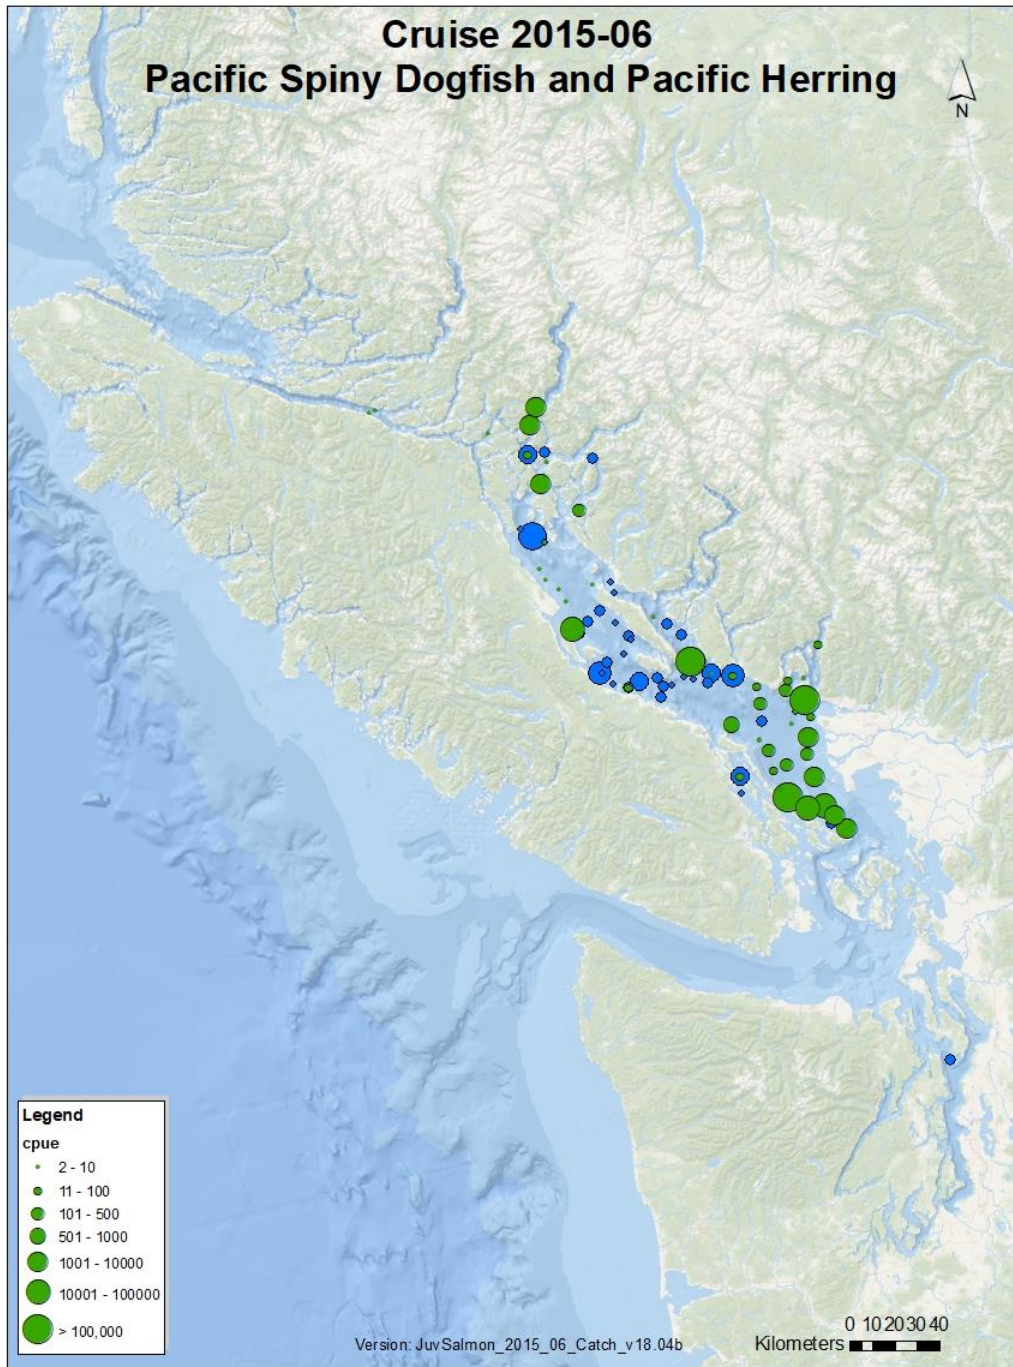 Cruise 2015-06
Pacific Spiny Dogfish and Pacific Herring
N
Legend
cpue
2 - 10
11 - 100
101 - 500
501 - 1000
1001 - 10000
10001 - 100000
> 100,000
Version: JuvSalmon_2015_06_Catch_v18.04b
0 10 20 30 40
Kilometers